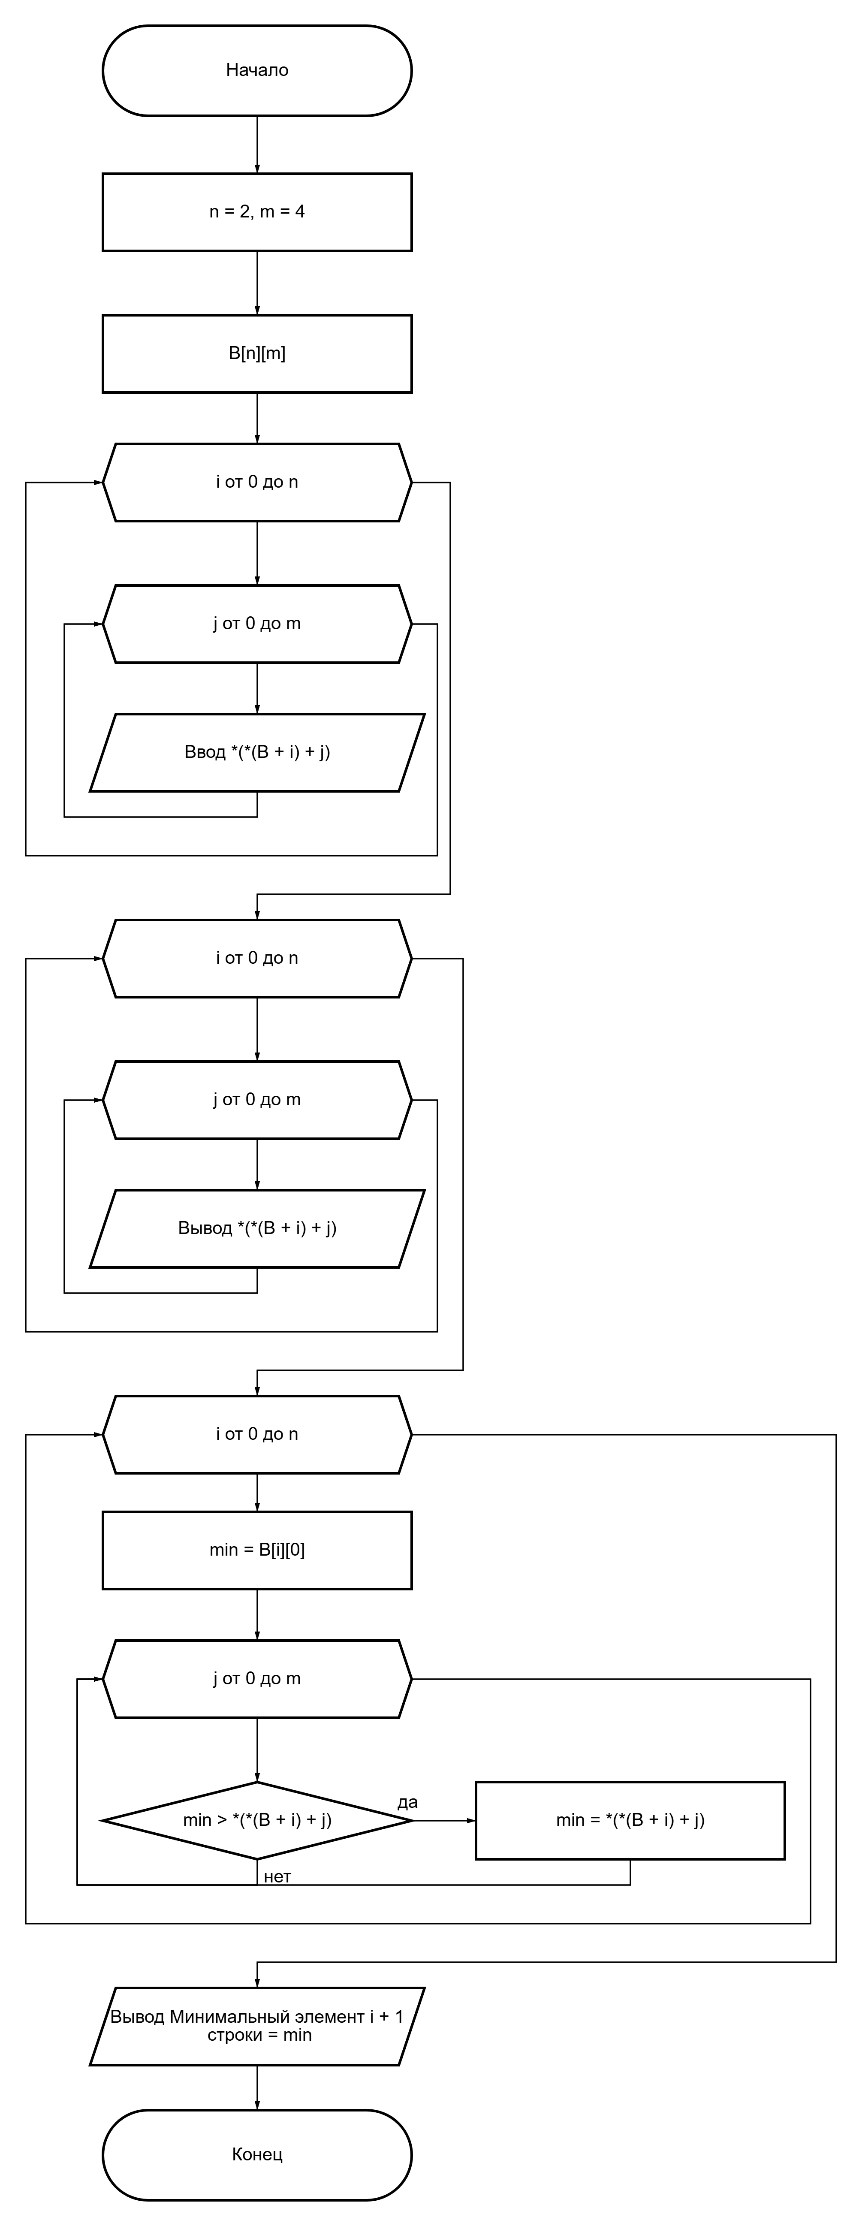 Начало
n = 2, m = 4
B[n][m]
i от 0 до n
j от 0 до m
Ввод *(*(B + i) + j)
i от 0 до n
j от 0 до m
Вывод *(*(B + i) + j)
i от 0 до n
min = B[i][0]
j от 0 до m
min > *(*(B + i) + j)
да
min = *(*(B + i) + j)
нет
Вывод Минимальный элемент i + 1
строки = min
Конец